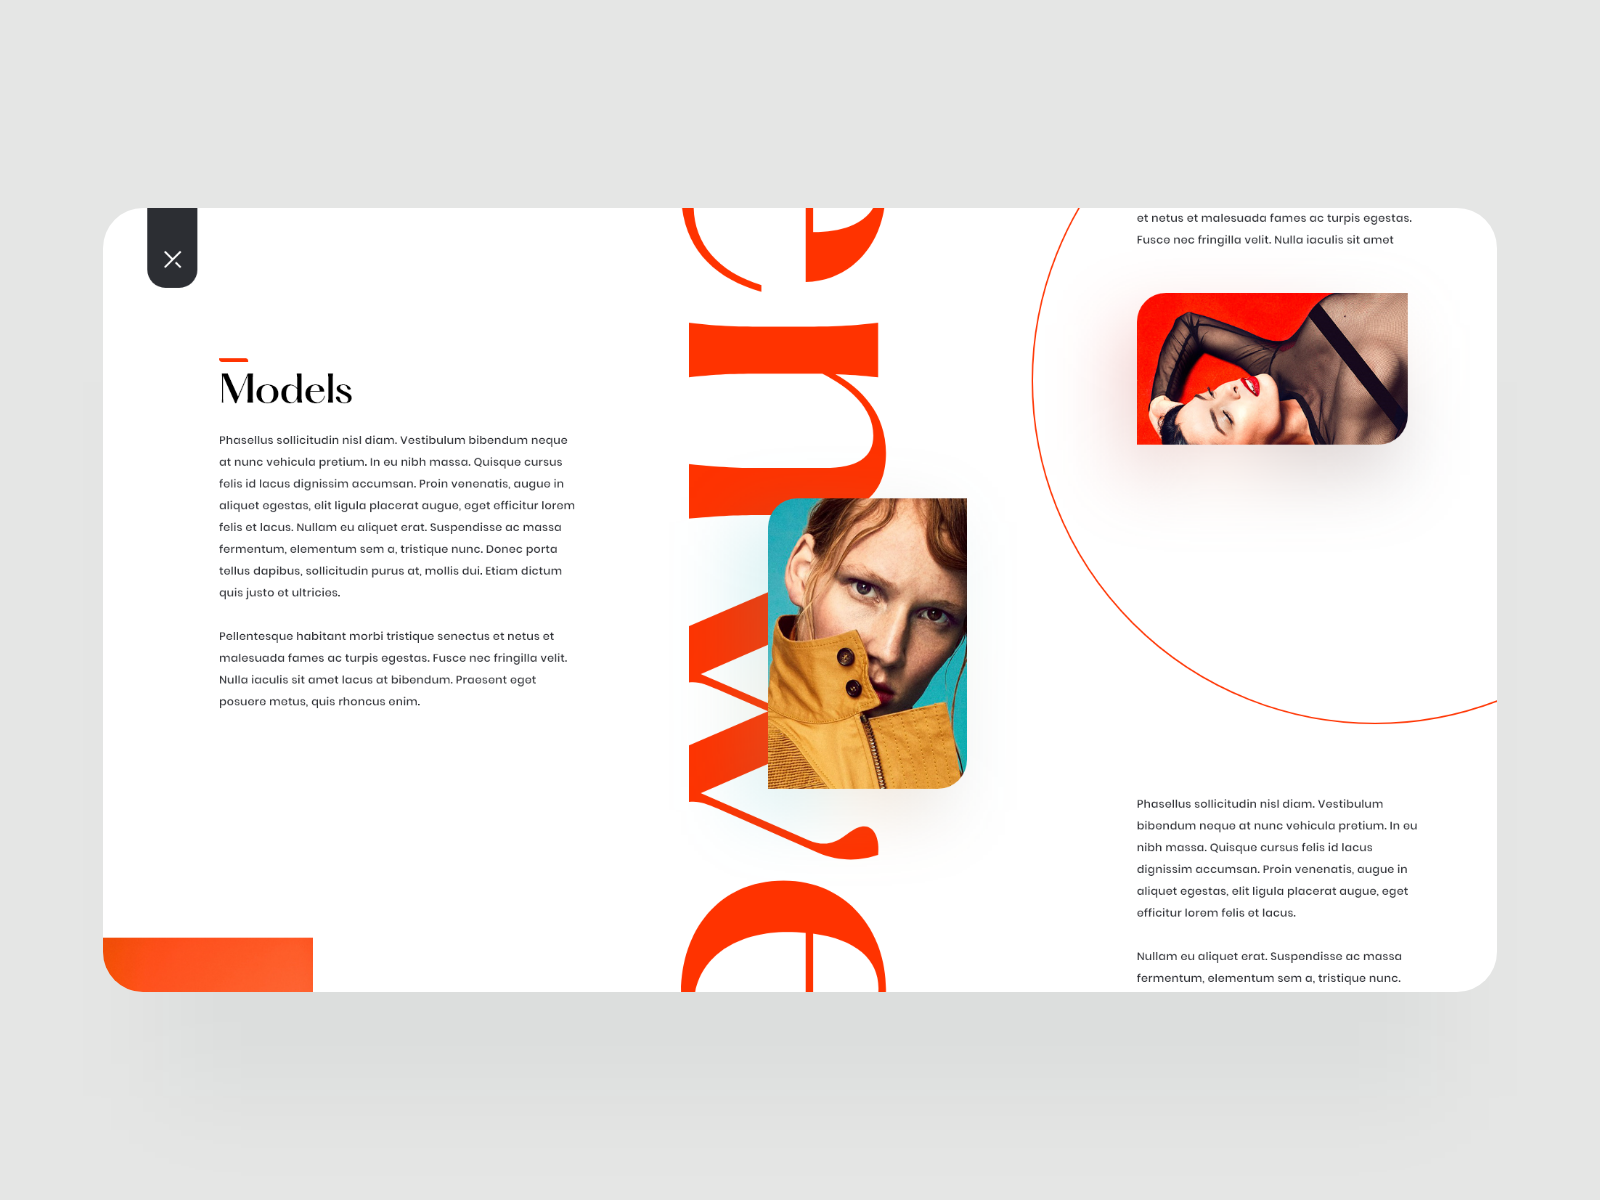 Models
Phasellus sollicitudin nisl diam. Vestibulum bibendum neque
at nunc vehicula pretium. In eu nibh massa. Quisque cursus
felis id lacus dignissim accumsan. Proin venenatis, augue in
aliquet egestas, elit ligula placerat augue, eget efficitur lorem
felis et lacus. Nullam eu aliquet erat. Suspendisse ac massa
fermentum, elementum sem a, tristique nunc. Donec porta
tellus dapibus, sollicitudin purus at, mollis dui. Etiam dictum
quis justo et ultricies.
Pellentesque habitant morbi tristique senectus et netus et
malesuada fames ac turpis egestas. Fusce nec fringilla velit.
Nulla iaculis sit amet lacus at bibendum. Praesent eget
posuere metus, quis rhoncus enim.
enwe
et netus et malesuada fames ac turpis egestas.
Fusce nec fringilla velit. Nulla iaculis sit amet
Phasellus sollicitudin nisl diam. Vestibulum
bibendum neque at nunc vehicula pretium. In eu
nibh massa. Quisque cursus felis id lacus
dignissim accumsan. Proin venenatis, augue in
aliquet egestas, elit ligula placerat augue, eget
efficitur lorem felis et lacus.
Nullam eu aliquet erat. Suspendisse ac massa
fermentum, elementum sem a, tristique nunc.